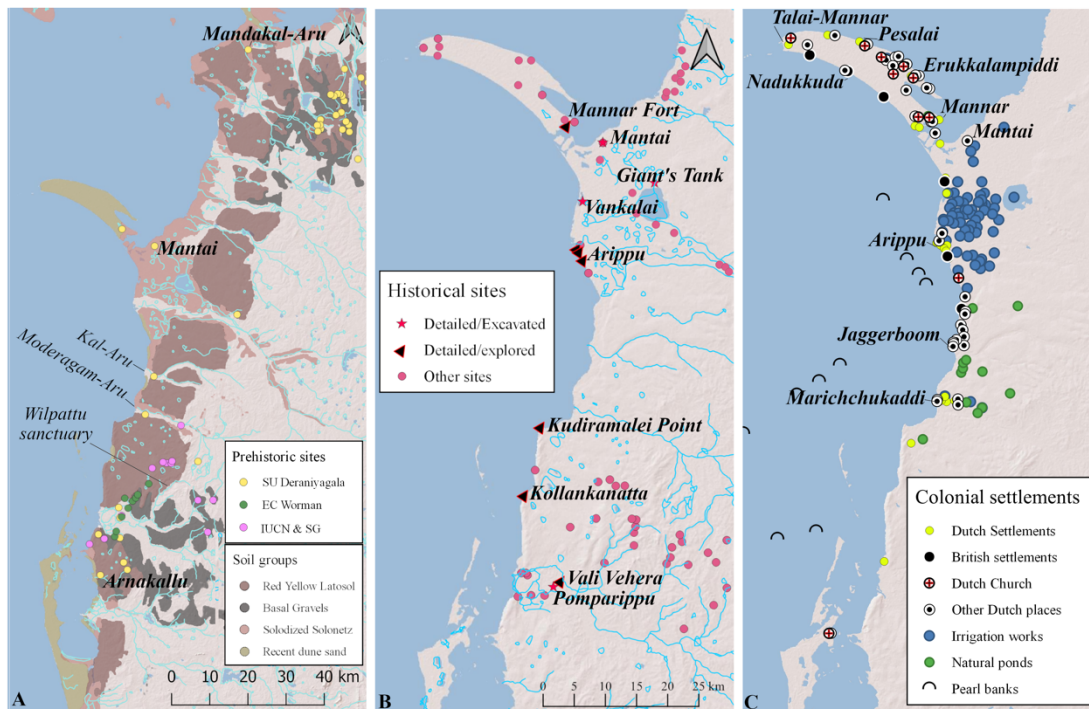 Mandakal-Aru
Mantai
Kal-Aru
Moderagam-Aru
Wilpattu
sanctuary
Arnakallu
Prehistoric sites
SU Deraniyagala
EC Worman
IUCN & SG
Soil groups
Red Yellow Latosol
Basal Gravels
Solodized Solonetz
Recent dune sand
0 10 20 30 40 km
A
Mannar Fort
Mantai
Giant's Tank
Vankalai
Arippu
Historical sites
Detailed/Excavated
Detailed/explored
Other sites
Kudiramalei Point
Kollankanatta
Vali Vehera
Pomparippu
0 5 10 15 20 25 km
B
C
Talai-Mannar
Pesalai
Erukkalampiddi
Nadukkuda
Mannar
Mantai
Arippu
Jaggerboom
Marichchukaddi
Colonial settlements
Dutch Settlements
British settlements
Dutch Church
Other Dutch places
Irrigation works
Natural ponds
Pearl banks